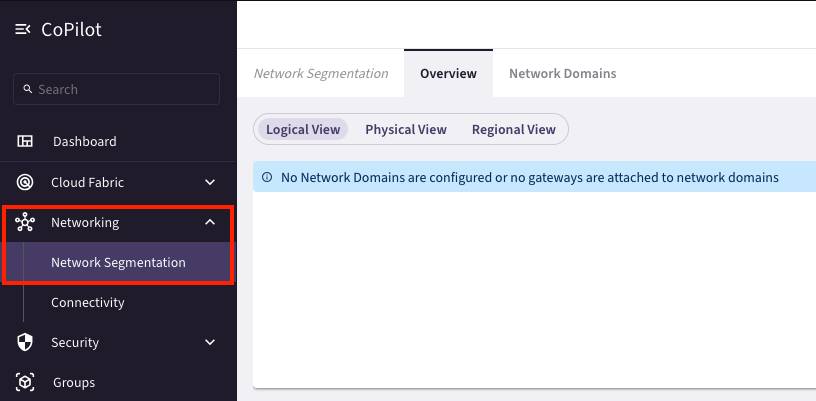 CoPilot
Search
Dashboard
Cloud Fabric
Networking
Network Segmentation
Connectivity
Security
Groups
Network Segmentation Overview Network Domains
Logical View Physical View Regional View
No Network Domains are configured or no gateways are attached to network domains